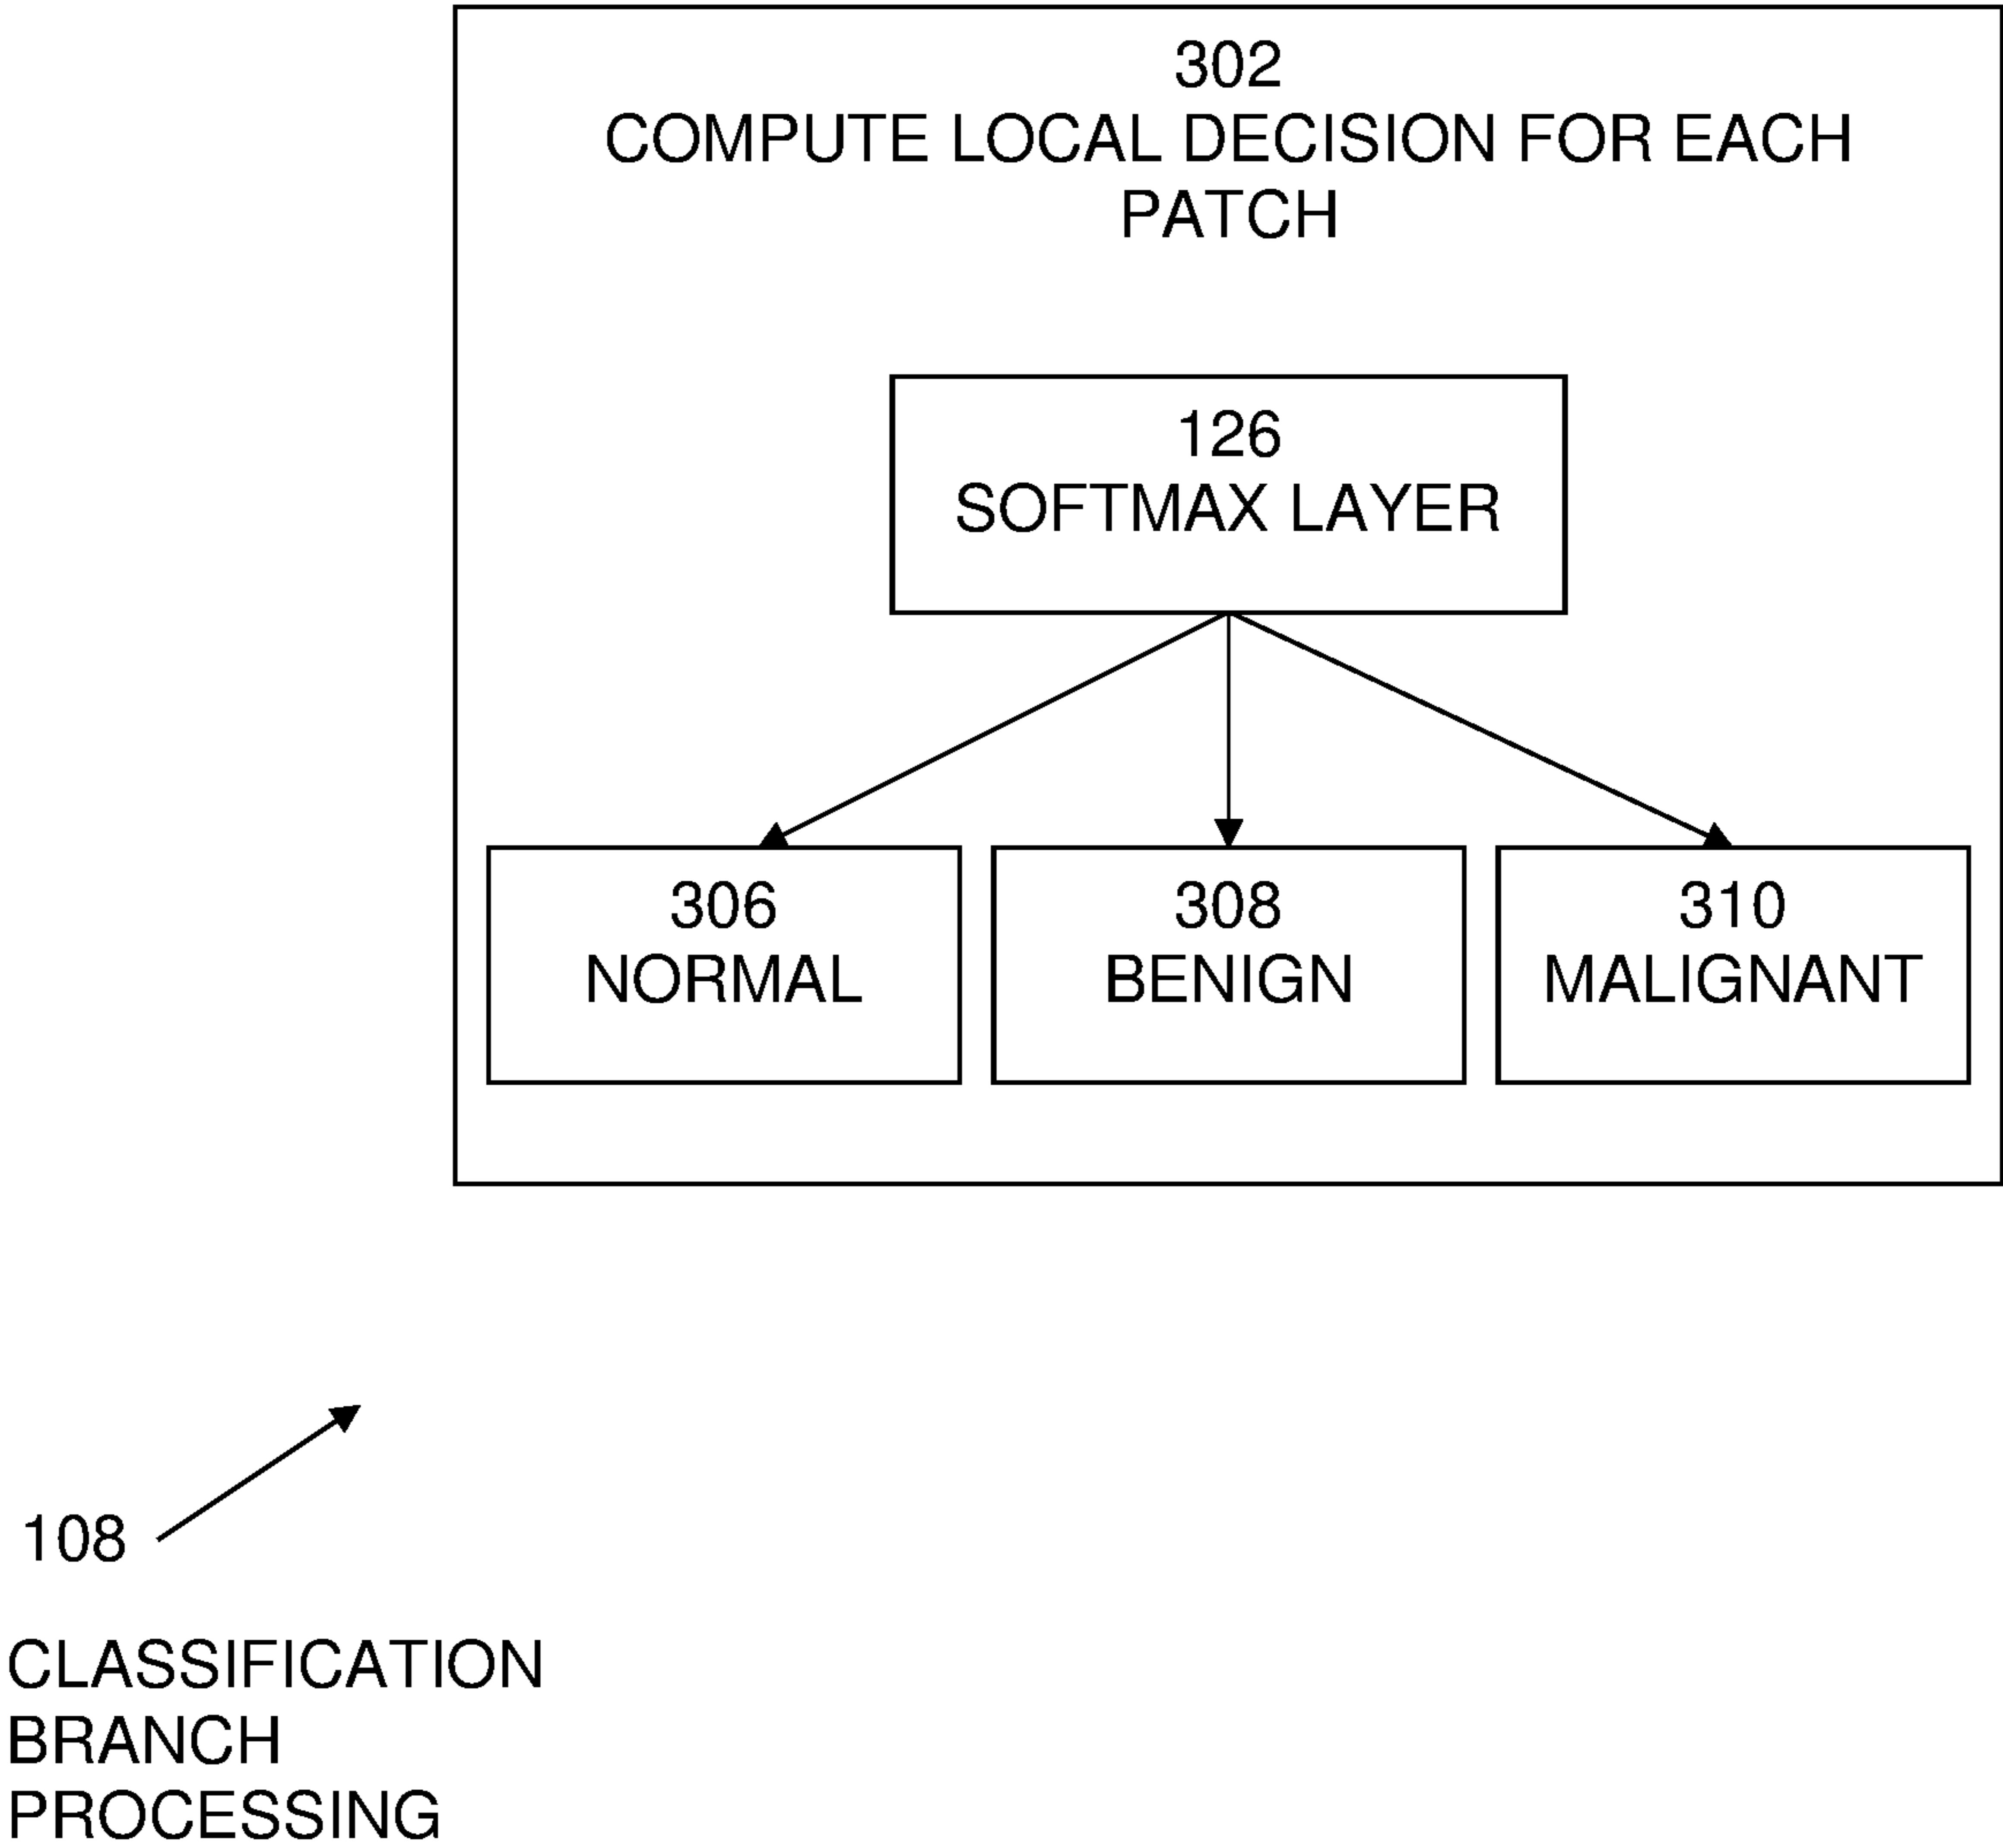 302
COMPUTE LOCAL DECISION FOR EACH
PATCH
126
SOFTMAX LAYER
306
NORMAL
308
BENIGN
310
MALIGNANT
108
CLASSIFICATION
BRANCH
PROCESSING